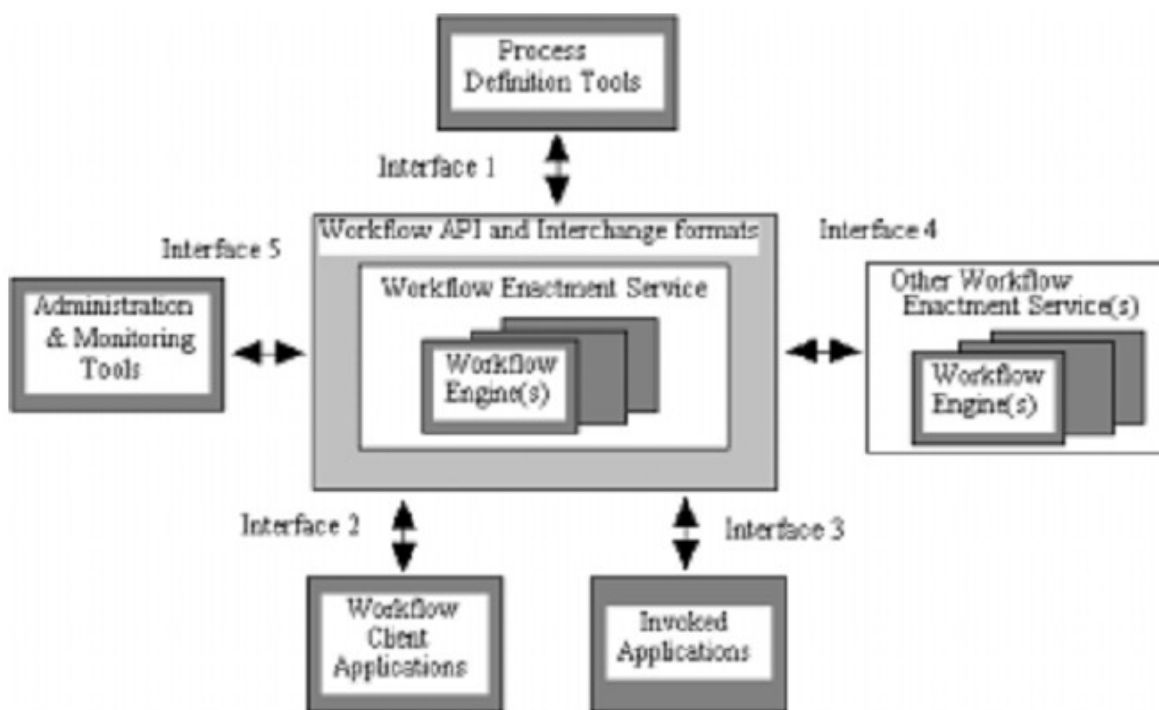 Process
Definition Tools
Interface 1
Workflow API and Interchange formats
Interface 4
Interface 5
Workflow Enactment Service
Other Workflow
Enactment Service(s)
Administration
& Monitoring
Tools
Workflow
Engine(s)
Workflow
Engine(s)
Interface 2
Interface 3
Workflow
Client
Applications
Invoked
Applications